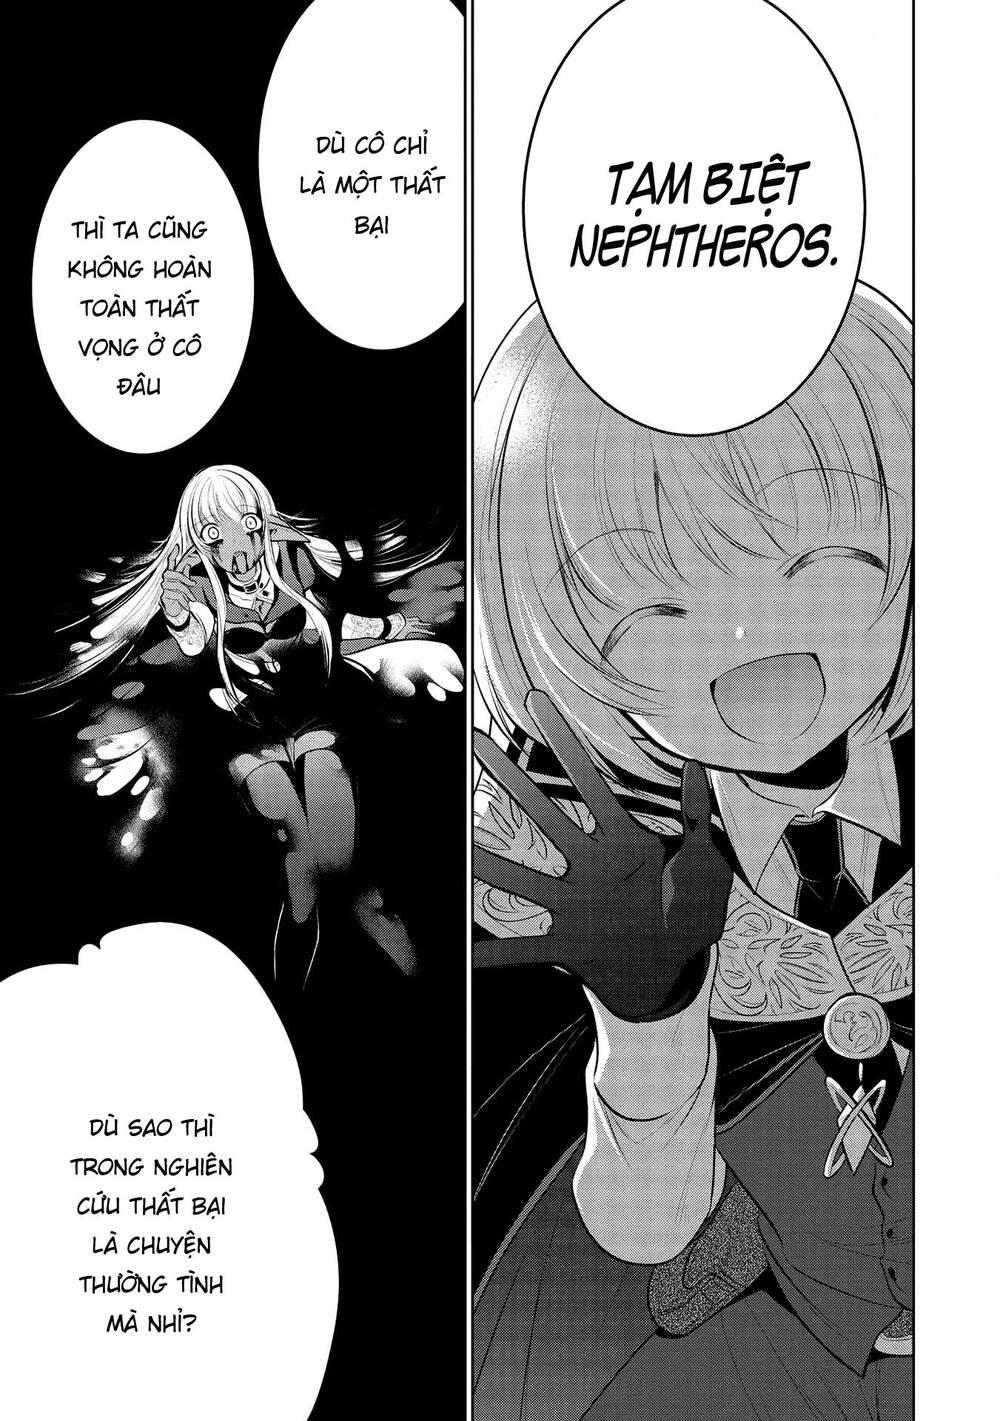 TẠM BIỆT
NEPHTHEROS.
DÙ CÔ CHỈ
LÀ MỘT THẤT
BẠI
THÌ TA CŨNG
KHÔNG HOÀN
TOÀN THẤT
VỌNG Ở CÔ
ĐÂU
DÙ SAO THÌ
TRONG NGHIÊN
CỨU THẤT BẠI
LÀ CHUYỆN
THƯỜNG TÌNH
MÀ NHỈ?